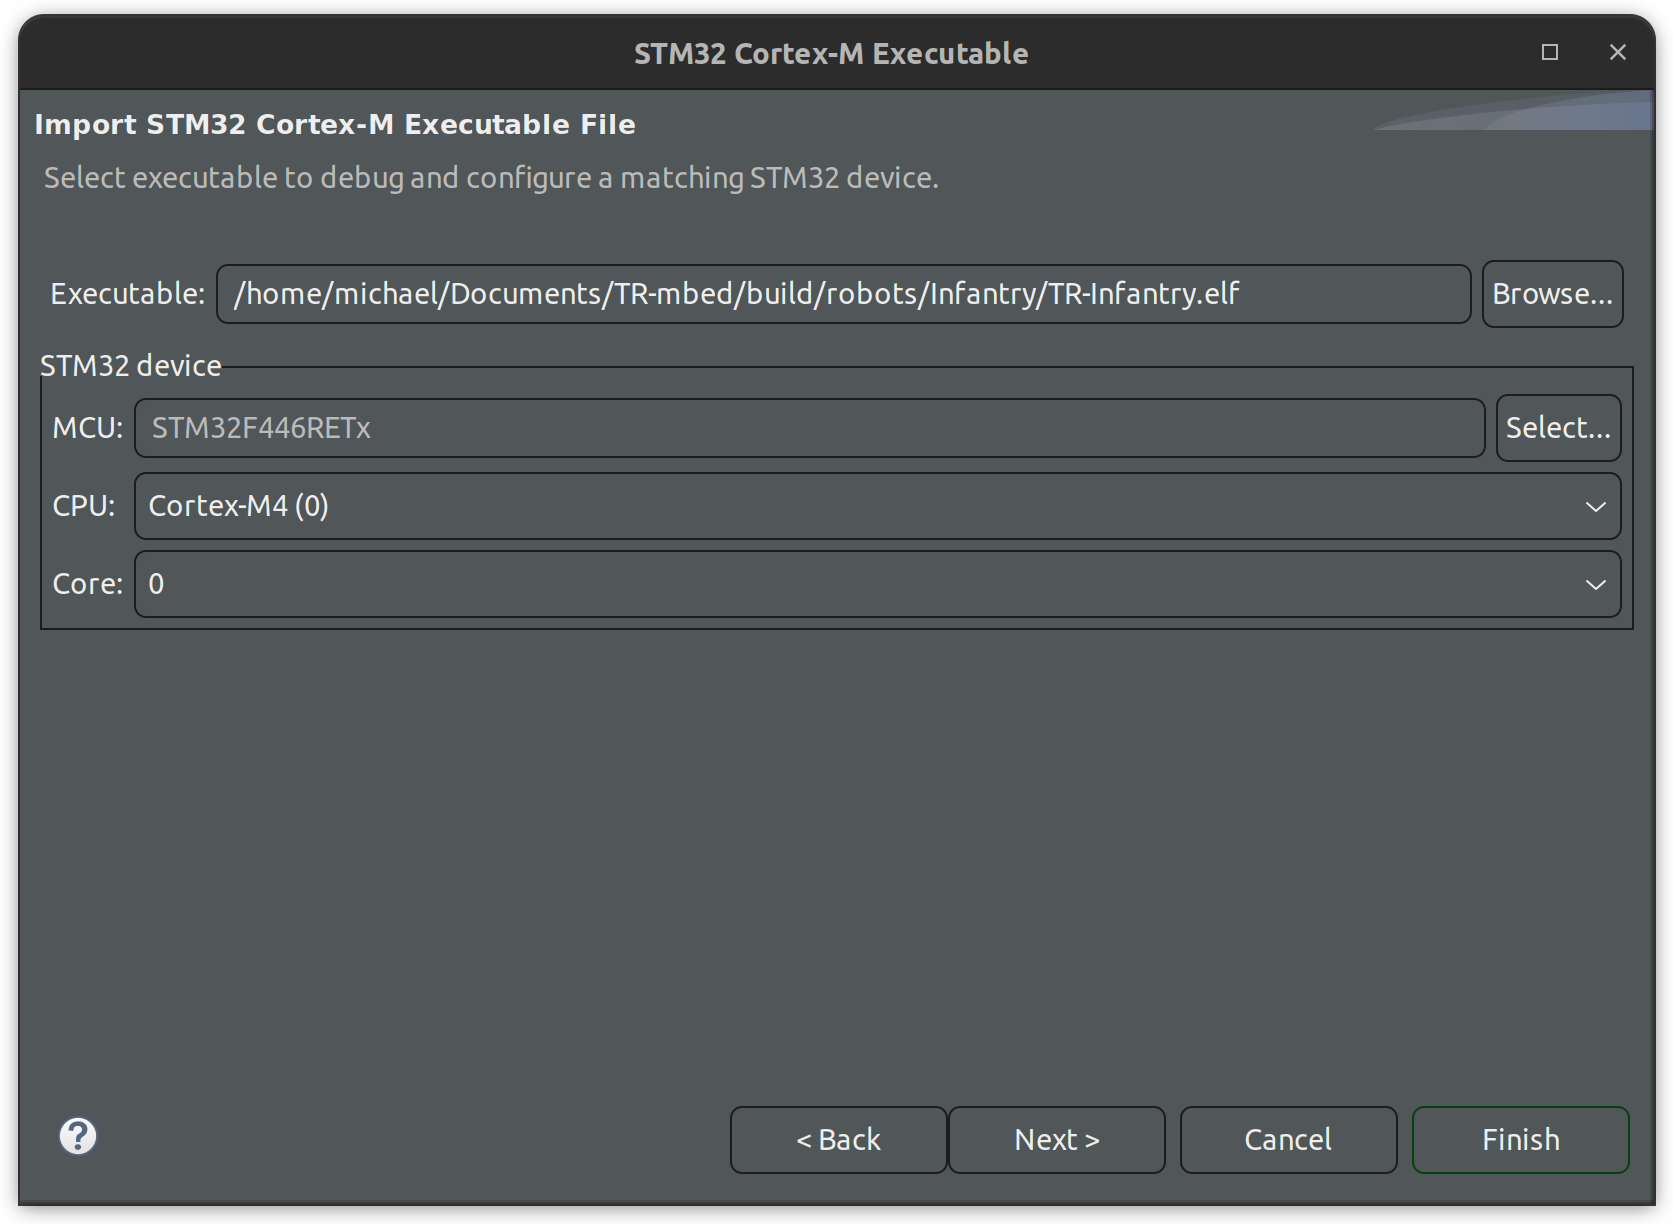 STM32 Cortex-M Executable
Import STM32 Cortex-M Executable File
Select executable to debug and configure a matching STM32 device.
Executable: /home/michael/Documents/TR-mbed/build/robots/Infantry/TR-Infantry.elf Browse...
STM32 device
MCU: STM32F446RETx Select...
CPU: Cortex-M4 (0)
Core: 0
? < Back Next > Cancel Finish